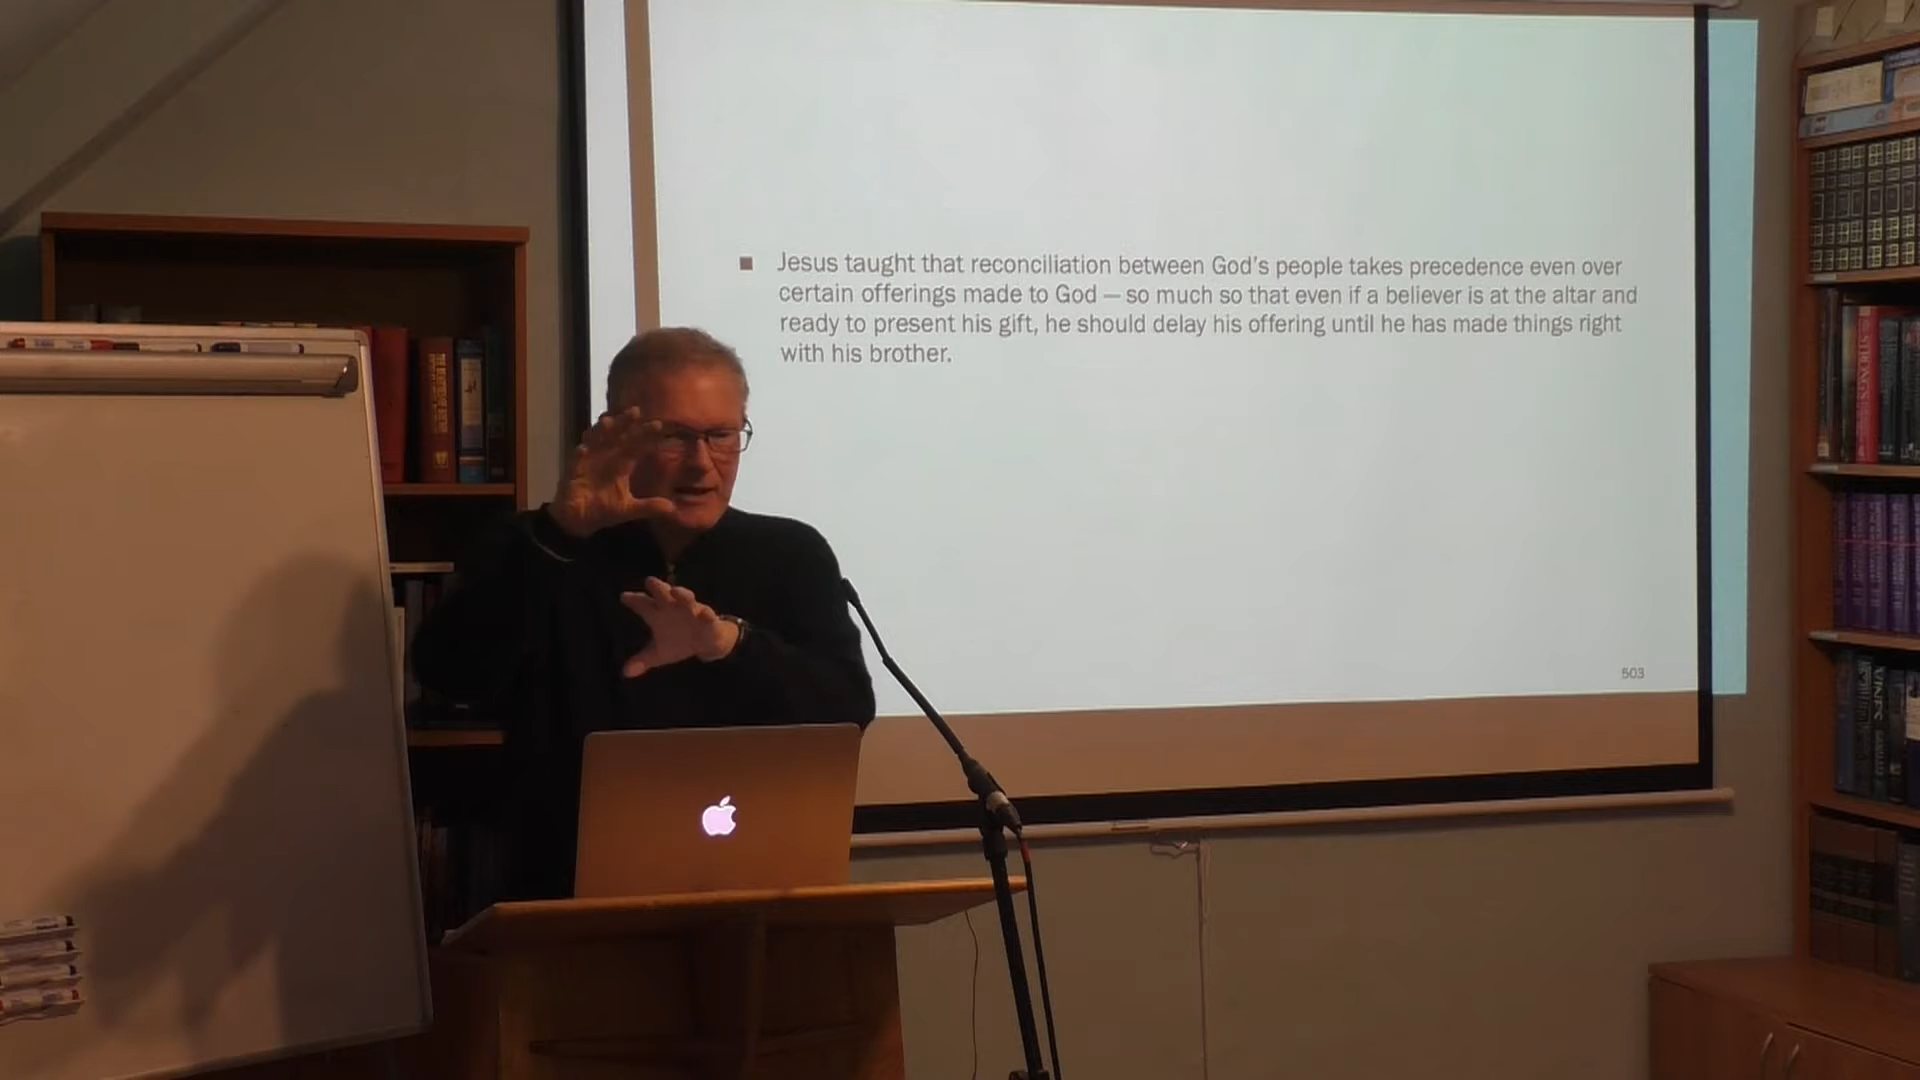 Jesus taught that reconciliation between God's people takes precedence even over
certain offerings made to God — so much so that even if a believer is at the altar and
ready to present his gift, he should delay his offering until he has made things right
with his brother.
503
STRONG'S